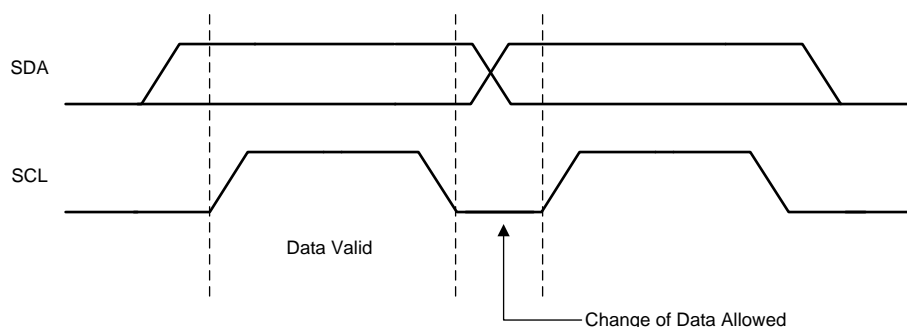 SDA
SCL
Data Valid
Change of Data Allowed